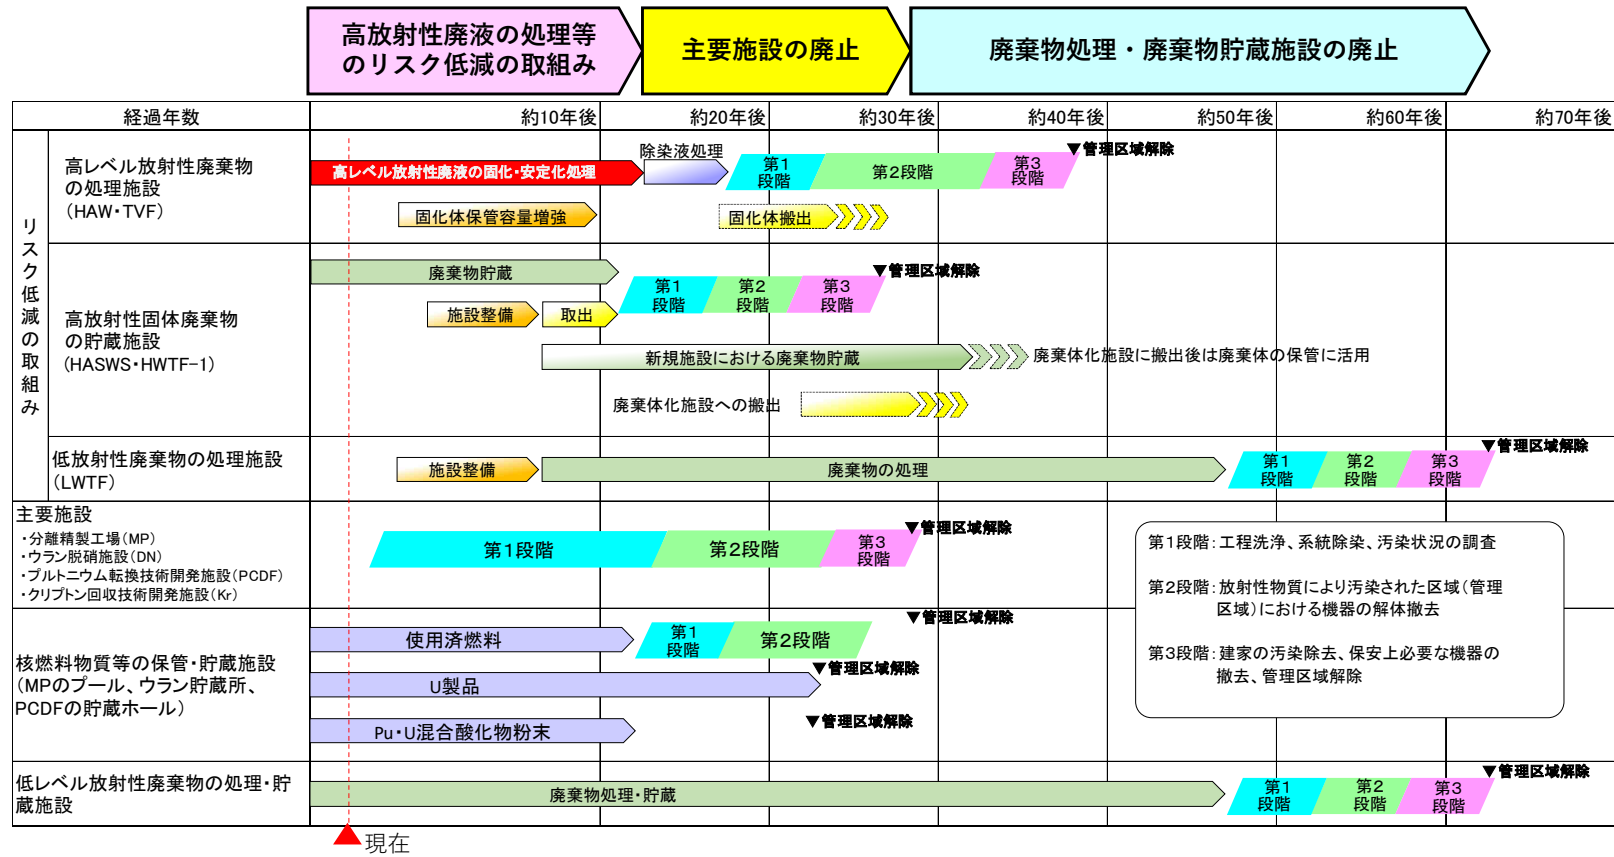 高放射性廃液の処理等
のリスク低減の取組み
主要施設の廃止
廃棄物処理・廃棄物貯蔵施設の廃止
経過年数
約10年後
約20年後
約30年後
約40年後
約50年後
約60年後
約70年後
リスク低減の取組み
高レベル放射性廃棄物
の処理施設
(HAW・TVF)
高レベル放射性廃液の固化・安定化処理
除染液処理
第1
段階
第2段階
第3
段階
▼管理区域解除
固化体保管容量増強
固化体搬出
高放射性固体廃棄物
の貯蔵施設
(HASWS・HWTF-1)
廃棄物貯蔵
第1
段階
第2
段階
第3
段階
▼管理区域解除
施設整備
取出
新規施設における廃棄物貯蔵
廃棄体化施設に搬出後は廃棄体の保管に活用
廃棄体化施設への搬出
低放射性廃棄物の処理施設
(LWTF)
施設整備
廃棄物の処理
第1
段階
第2
段階
第3
段階
▼管理区域解除
主要施設
・分離精製工場(MP)
・ウラン脱硝施設(DN)
・プルトニウム転換技術開発施設(PCDF)
・クリプトン回収技術開発施設(Kr)
第1段階
第2段階
第3
段階
▼管理区域解除
第1段階:工程洗浄、系統除染、汚染状況の調査
第2段階:放射性物質により汚染された区域(管理
区域)における機器の解体撤去
第3段階:建家の汚染除去、保安上必要な機器の
撤去、管理区域解除
核燃料物質等の保管・貯蔵施設
(MPのプール、ウラン貯蔵所、
PCDFの貯蔵ホール)
使用済燃料
第1
段階
第2段階
▼管理区域解除
U製品
▼管理区域解除
Pu・U混合酸化物粉末
▼管理区域解除
低レベル放射性廃棄物の処理・貯
蔵施設
廃棄物処理・貯蔵
第1
段階
第2
段階
第3
段階
▼管理区域解除
現在